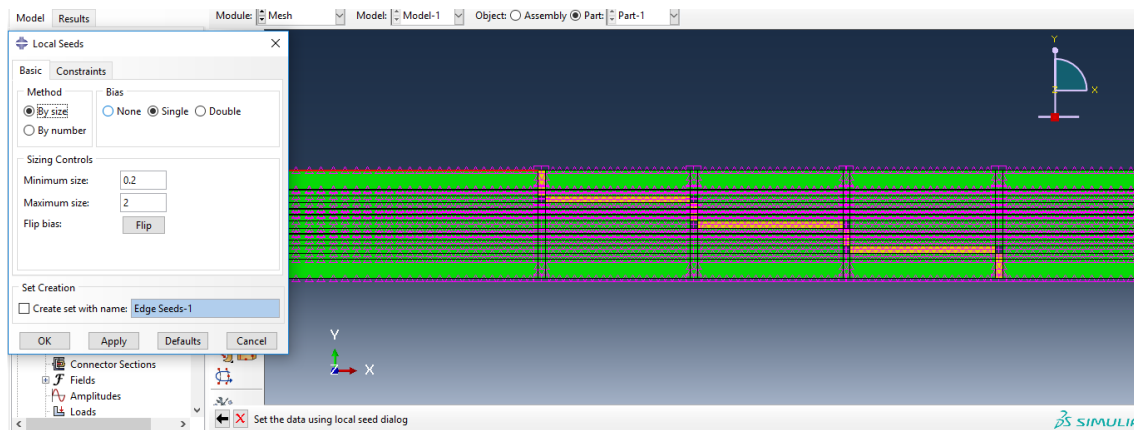 Model Results Module: Mesh Model: Model-1 Object: Assembly Part: Part-1
Local Seeds
Basic Constraints
Method Bias
By size None Single Double
By number
Sizing Controls
Minimum size: 0.2
Maximum size: 2
Flip bias: Flip
Set Creation
Create set with name: Edge Seeds-1
OK Apply Defaults Cancel
Connector Sections
Fields
Amplitudes
Loads
Y
X
Z
Y
X
Set the data using local seed dialog
SIMULIA